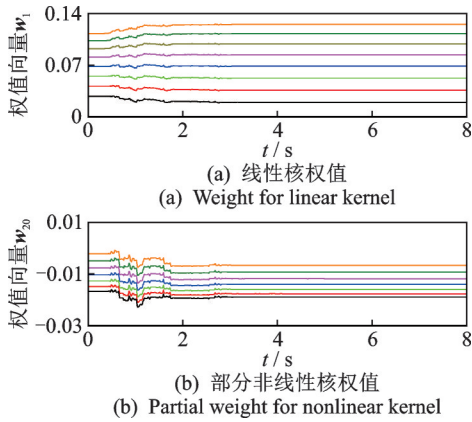 权值向量w₁
0.14
0.07
0
0 2 4 6 8
t / s
(a) 线性核权值
(a) Weight for linear kernel
权值向量w₂₀
0.01
−0.01
−0.03
0 2 4 6 8
t / s
(b) 部分非线性核权值
(b) Partial weight for nonlinear kernel